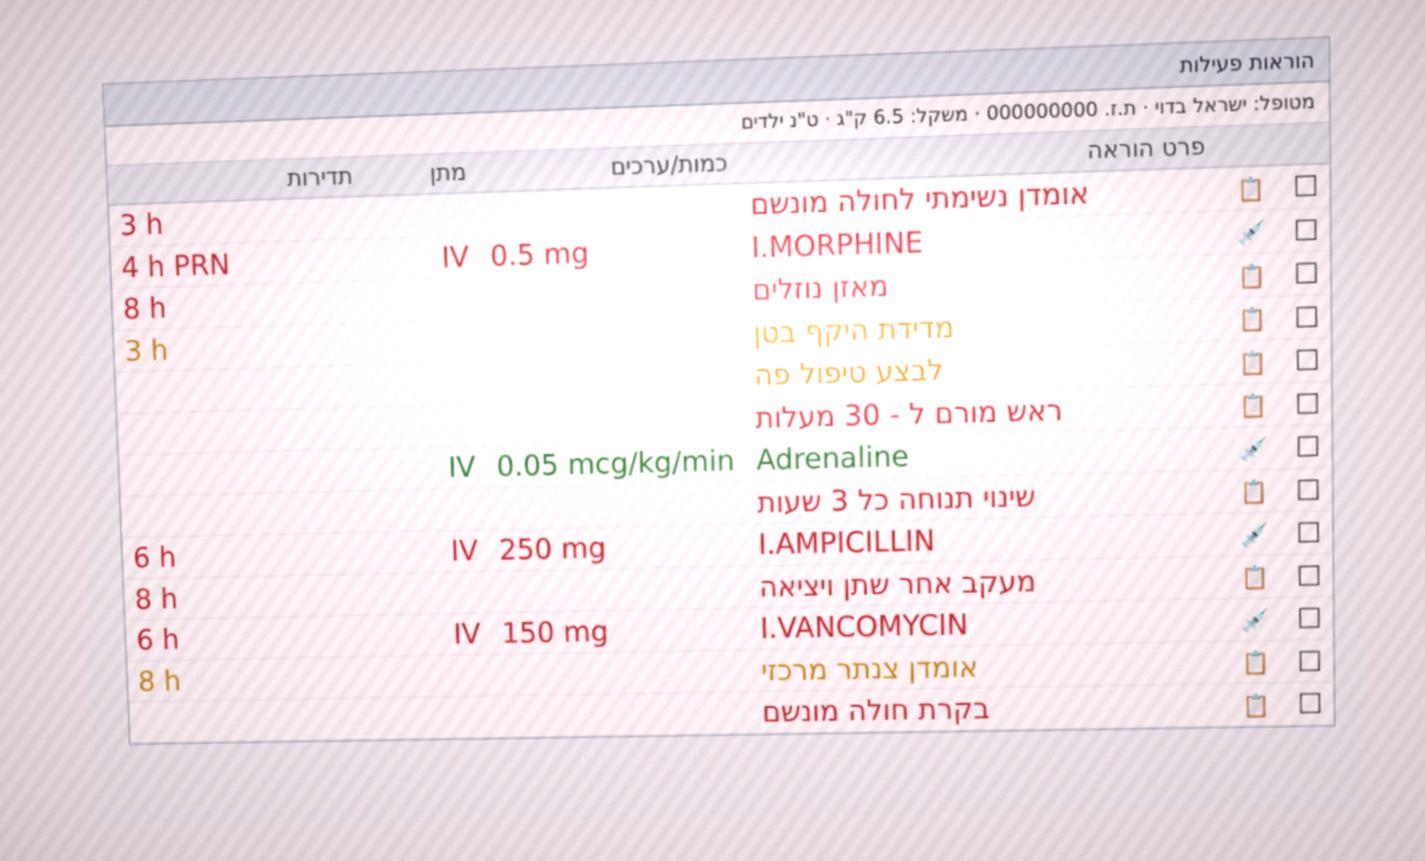 הוראות פעילות
מטופל: ישראל בדוי · ת.ז. 000000000 · משקל: 6.5 ק"ג · ט"נ ילדים
פרט הוראה כמות/ערכים מתן תדירות
אומדן נשימתי לחולה מונשם 3 h
I.MORPHINE 0.5 mg IV 4 h PRN
מאזן נוזלים 8 h
מדידת היקף בטן 3 h
לבצע טיפול פה
ראש מורם ל - 30 מעלות
Adrenaline 0.05 mcg/kg/min IV
שינוי תנוחה כל 3 שעות
I.AMPICILLIN 250 mg IV 6 h
מעקב אחר שתן ויציאה 8 h
I.VANCOMYCIN 150 mg IV 6 h
אומדן צנתר מרכזי 8 h
בקרת חולה מונשם